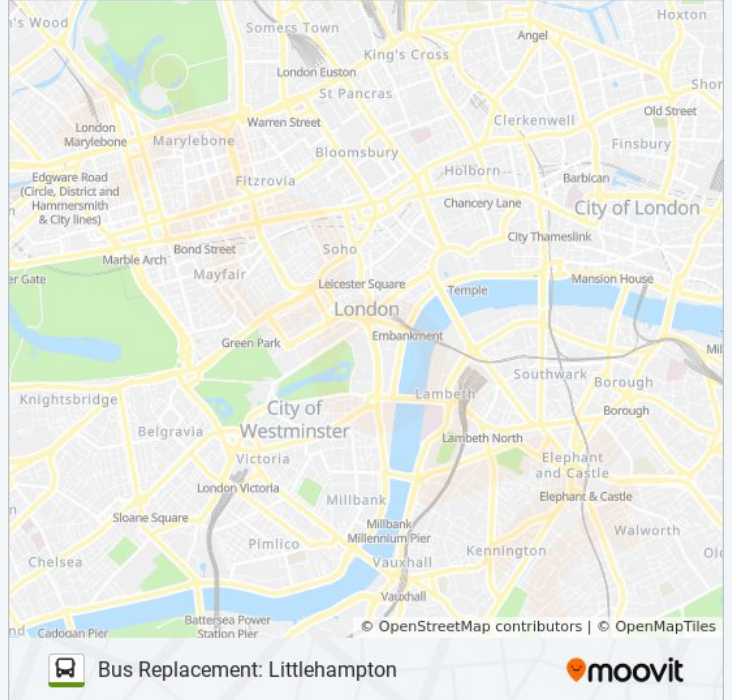 's Wood
Somers Town
Hoxton
Angel
King's Cross
London Euston
St Pancras
Shor
Old Street
Warren Street
Clerkenwell
London
Marylebone
Marylebone
Finsbury
Bloomsbury
Holborn
Edgware Road
(Circle, District and
Hammersmith
& City lines)
Fitzrovia
Barbican
Chancery Lane
City of London
n
City Thameslink
Bond Street
Soho
Marble Arch
Mayfair
er Gate
Leicester Square
Mansion House
Temple
London
Embankment
Green Park
Mil
Southwark
Borough
Knightsbridge
Lambeth
City of
Westminster
Borough
Belgravia
Lambeth North
Victoria
Elephant
and Castle
London Victoria
Elephant & Castle
Millbank
n
Sloane Square
Millbank
Millennium Pier
Walworth
Pimlico
Kennington
Old
Chelsea
Vauxhall
Vauxhall
Battersea Power
Station Pier
nd
Cadogan Pier
© OpenStreetMap contributors | © OpenMapTiles
Bus Replacement: Littlehampton
moovit